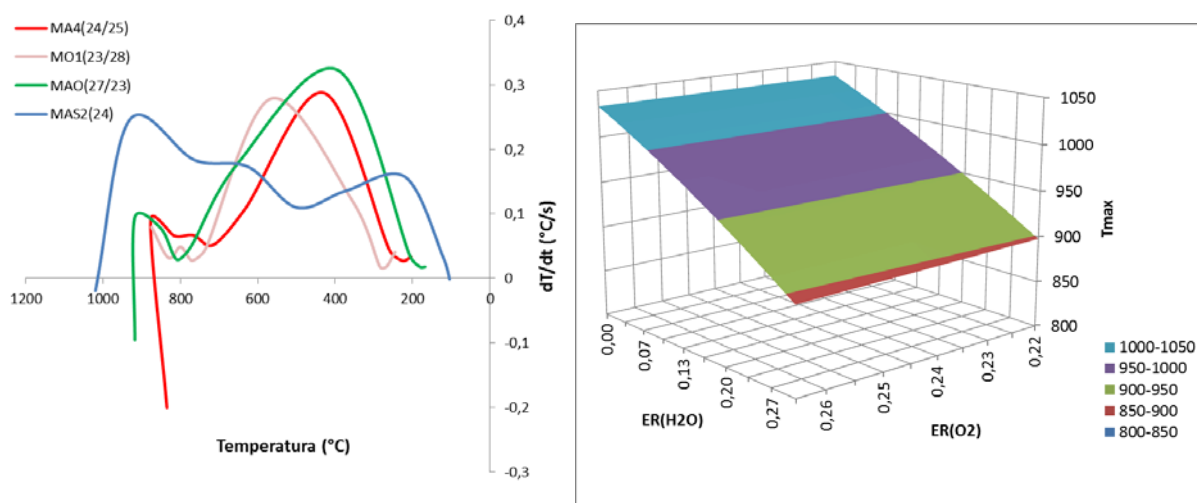 MA4(24/25)
MO1(23/28)
MAO(27/23)
MAS2(24)
0,4
0,3
0,2
0,1
0
-0,1
-0,2
-0,3
dT/dt (°C/s)
1200 1000 800 600 400 200 0
Temperatura (°C)
1050
1000
950
900
850
800
Tmax
0,00 0,07 0,13 0,20 0,27
ER(H2O)
0,26 0,25 0,24 0,23 0,22
ER(O2)
1000-1050
950-1000
900-950
850-900
800-850